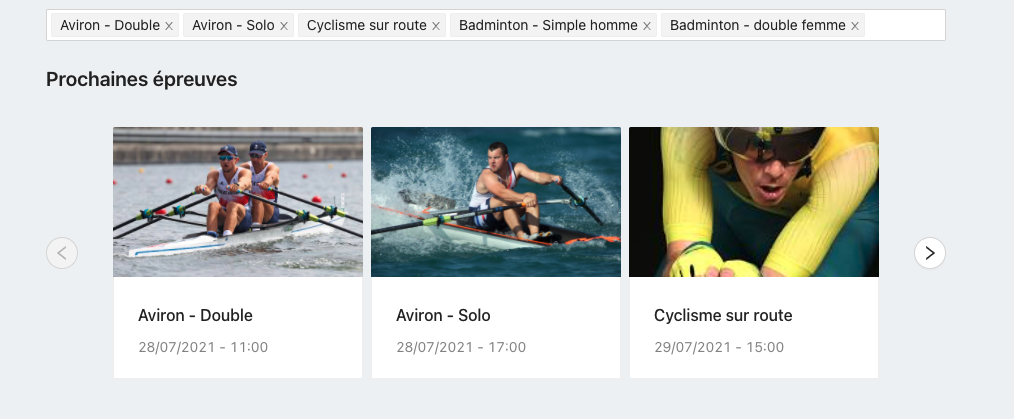 Aviron - Double × Aviron - Solo × Cyclisme sur route × Badminton - Simple homme × Badminton - double femme ×
Prochaines épreuves
Aviron - Double
28/07/2021 - 11:00
Aviron - Solo
28/07/2021 - 17:00
Cyclisme sur route
29/07/2021 - 15:00